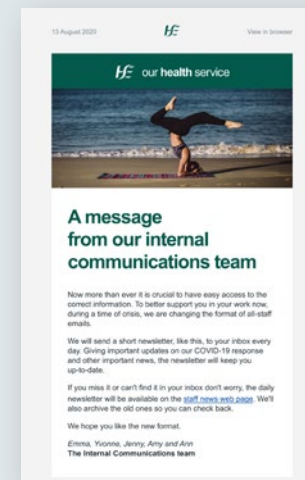 13 August 2020
HE
View in browser
HE our health service
A message
from our internal
communications team
Now more than ever it is crucial to have easy access to the
correct information. To better support you in your work now,
during a time of crisis, we are changing the format of all-staff
emails.
We will send a short newsletter, like this, to your inbox every
day. Giving important updates on our COVID-19 response
and other important news, the newsletter will keep you
up-to-date.
If you miss it or can't find it in your inbox don't worry, the daily
newsletter will be available on the staff news web page. We'll
also archive the old ones so you can check back.
We hope you like the new format.
Emma, Yvonne, Jenny, Amy and Ann
The Internal Communications team